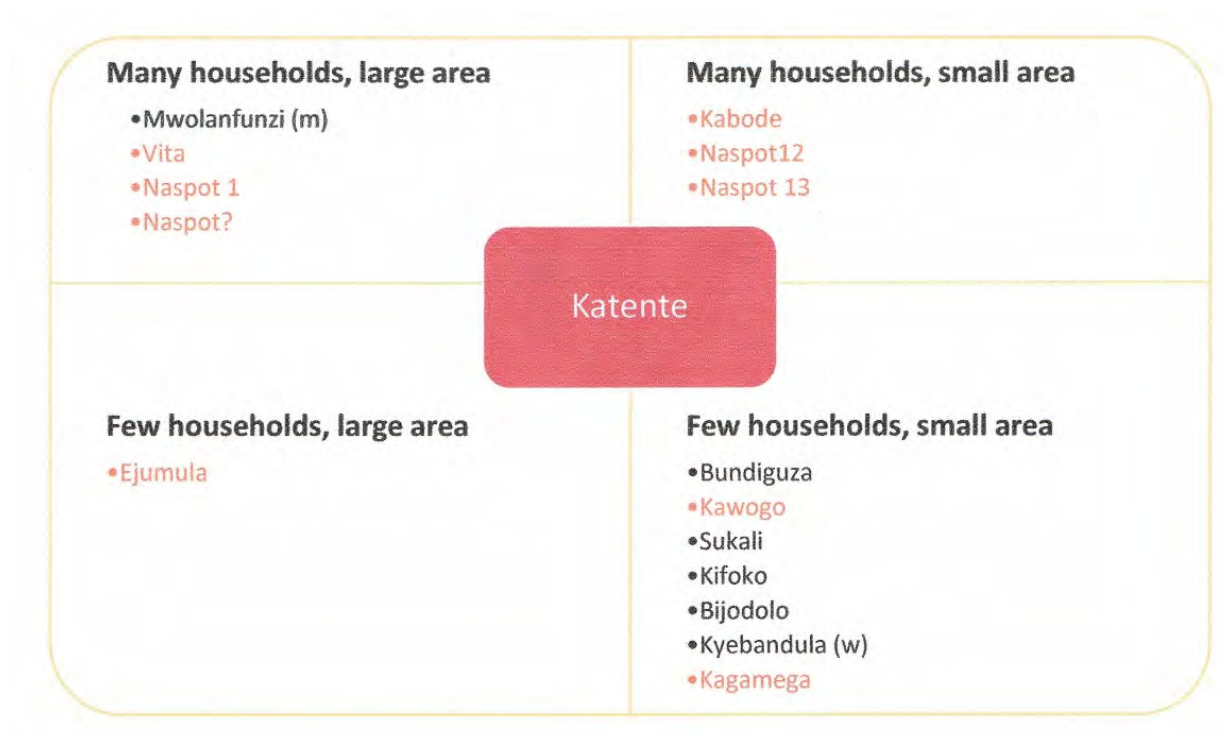 Many households, large area
•Mwolanfunzi (m)
•Vita
•Naspot 1
•Naspot?
Many households, small area
•Kabode
•Naspot12
•Naspot 13
Katente
Few households, large area
•Ejumula
Few households, small area
•Bundiguza
•Kawogo
•Sukali
•Kifoko
•Bijodolo
•Kyebandula (w)
•Kagamega